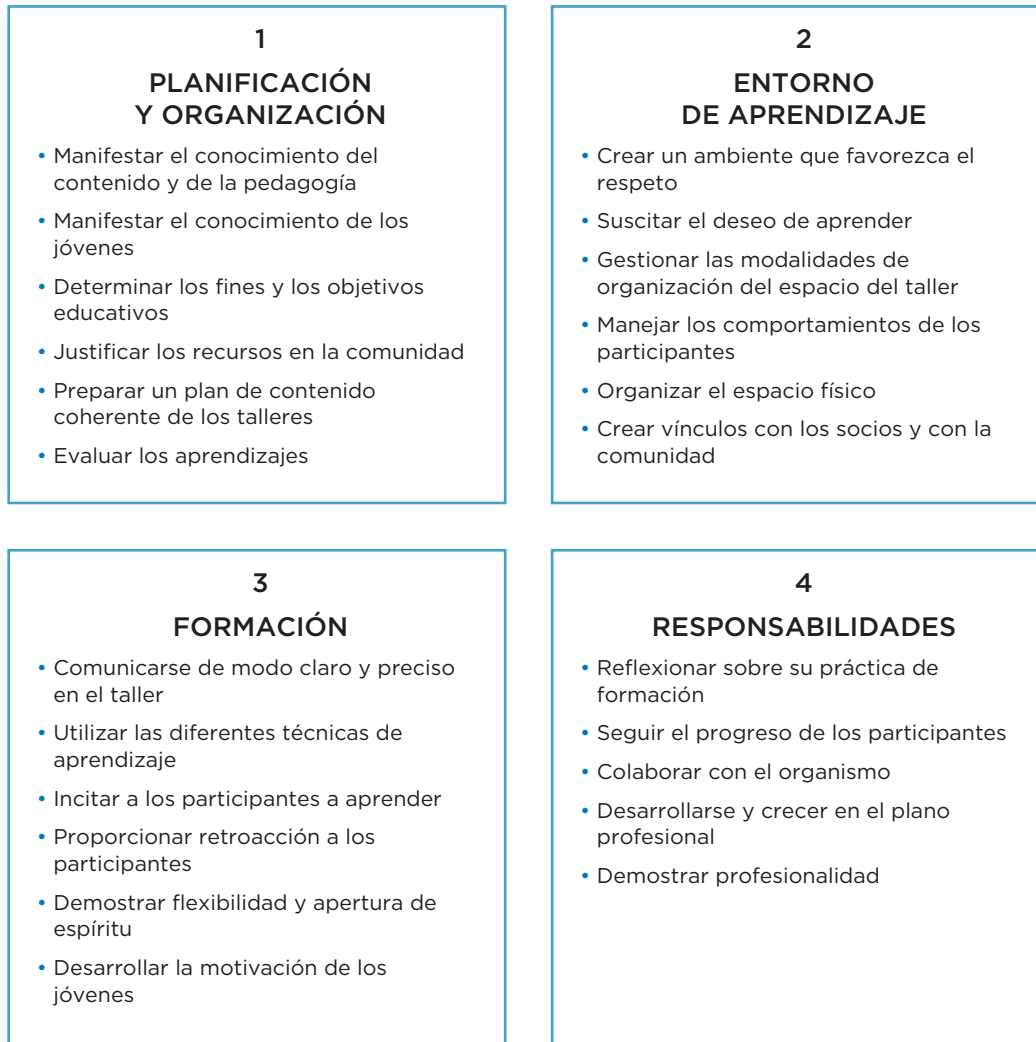 1
PLANIFICACIÓN
Y ORGANIZACIÓN
• Manifestar el conocimiento del
contenido y de la pedagogía
• Manifestar el conocimiento de los
jóvenes
• Determinar los fines y los objetivos
educativos
• Justificar los recursos en la comunidad
• Preparar un plan de contenido
coherente de los talleres
• Evaluar los aprendizajes
2
ENTORNO
DE APRENDIZAJE
• Crear un ambiente que favorezca el
respeto
• Suscitar el deseo de aprender
• Gestionar las modalidades de
organización del espacio del taller
• Manejar los comportamientos de los
participantes
• Organizar el espacio físico
• Crear vínculos con los socios y con la
comunidad
3
FORMACIÓN
• Comunicarse de modo claro y preciso
en el taller
• Utilizar las diferentes técnicas de
aprendizaje
• Incitar a los participantes a aprender
• Proporcionar retroacción a los
participantes
• Demostrar flexibilidad y apertura de
espíritu
• Desarrollar la motivación de los
jóvenes
4
RESPONSABILIDADES
• Reflexionar sobre su práctica de
formación
• Seguir el progreso de los participantes
• Colaborar con el organismo
• Desarrollarse y crecer en el plano
profesional
• Demostrar profesionalidad